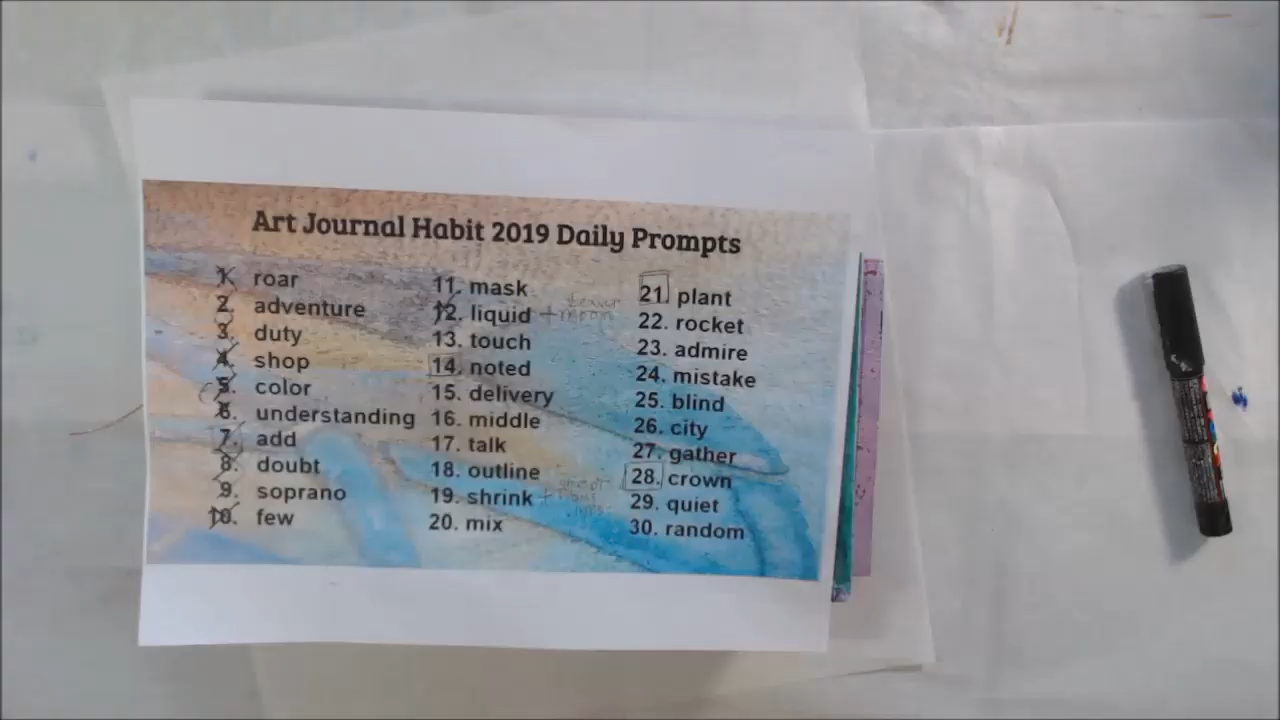 Art Journal Habit 2019 Daily Prompts
1. roar
2. adventure
3. duty
4. shop
5. color
6. understanding
7. add
8. doubt
9. soprano
10. few
11. mask
12. liquid +
13. touch
14. noted
15. delivery
16. middle
17. talk
18. outline
19. shrink +
20. mix
21. plant
22. rocket
23. admire
24. mistake
25. blind
26. city
27. gather
28. crown
29. quiet
30. random